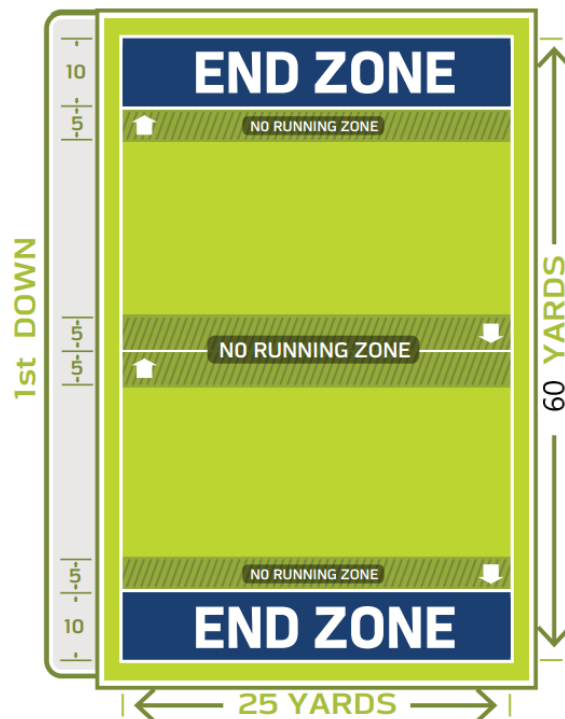 10
END ZONE
5
NO RUNNING ZONE
1st DOWN
5
NO RUNNING ZONE
5
60 YARDS
5
NO RUNNING ZONE
10
END ZONE
25 YARDS